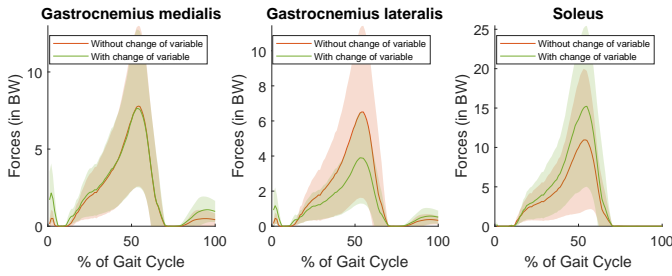 Gastrocnemius medialis
Without change of variable
With change of variable
Forces (in BW)
10
5
0
0
50
100
% of Gait Cycle
Gastrocnemius lateralis
Without change of variable
With change of variable
Forces (in BW)
10
8
6
4
2
0
0
50
100
% of Gait Cycle
Soleus
Without change of variable
With change of variable
Forces (in BW)
25
20
15
10
5
0
0
50
100
% of Gait Cycle